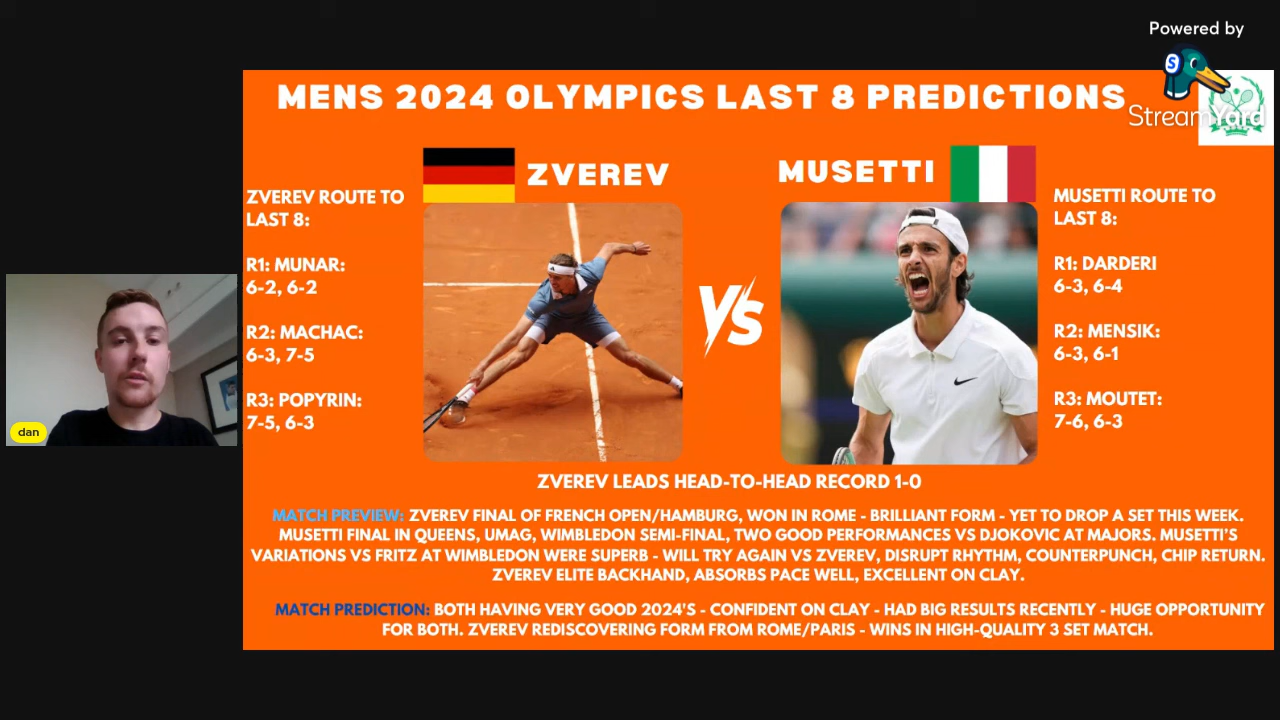 Powered by
StreamYard
MENS 2024 OLYMPICS LAST 8 PREDICTIONS
ZVEREV
MUSETTI
ZVEREV ROUTE TO
LAST 8:
R1: MUNAR:
6-2, 6-2
R2: MACHAC:
6-3, 7-5
R3: POPYRIN:
7-5, 6-3
VS
MUSETTI ROUTE TO
LAST 8:
R1: DARDERI
6-3, 6-4
R2: MENSIK:
6-3, 6-1
R3: MOUTET:
7-6, 6-3
dan
ZVEREV LEADS HEAD-TO-HEAD RECORD 1-0
MATCH PREVIEW: ZVEREV FINAL OF FRENCH OPEN/HAMBURG, WON IN ROME - BRILLIANT FORM - YET TO DROP A SET THIS WEEK.
MUSETTI FINAL IN QUEENS, UMAG, WIMBLEDON SEMI-FINAL, TWO GOOD PERFORMANCES VS DJOKOVIC AT MAJORS. MUSETTI'S
VARIATIONS VS FRITZ AT WIMBLEDON WERE SUPERB - WILL TRY AGAIN VS ZVEREV, DISRUPT RHYTHM, COUNTERPUNCH, CHIP RETURN.
ZVEREV ELITE BACKHAND, ABSORBS PACE WELL, EXCELLENT ON CLAY.
MATCH PREDICTION: BOTH HAVING VERY GOOD 2024'S - CONFIDENT ON CLAY - HAD BIG RESULTS RECENTLY - HUGE OPPORTUNITY
FOR BOTH. ZVEREV REDISCOVERING FORM FROM ROME/PARIS - WINS IN HIGH-QUALITY 3 SET MATCH.